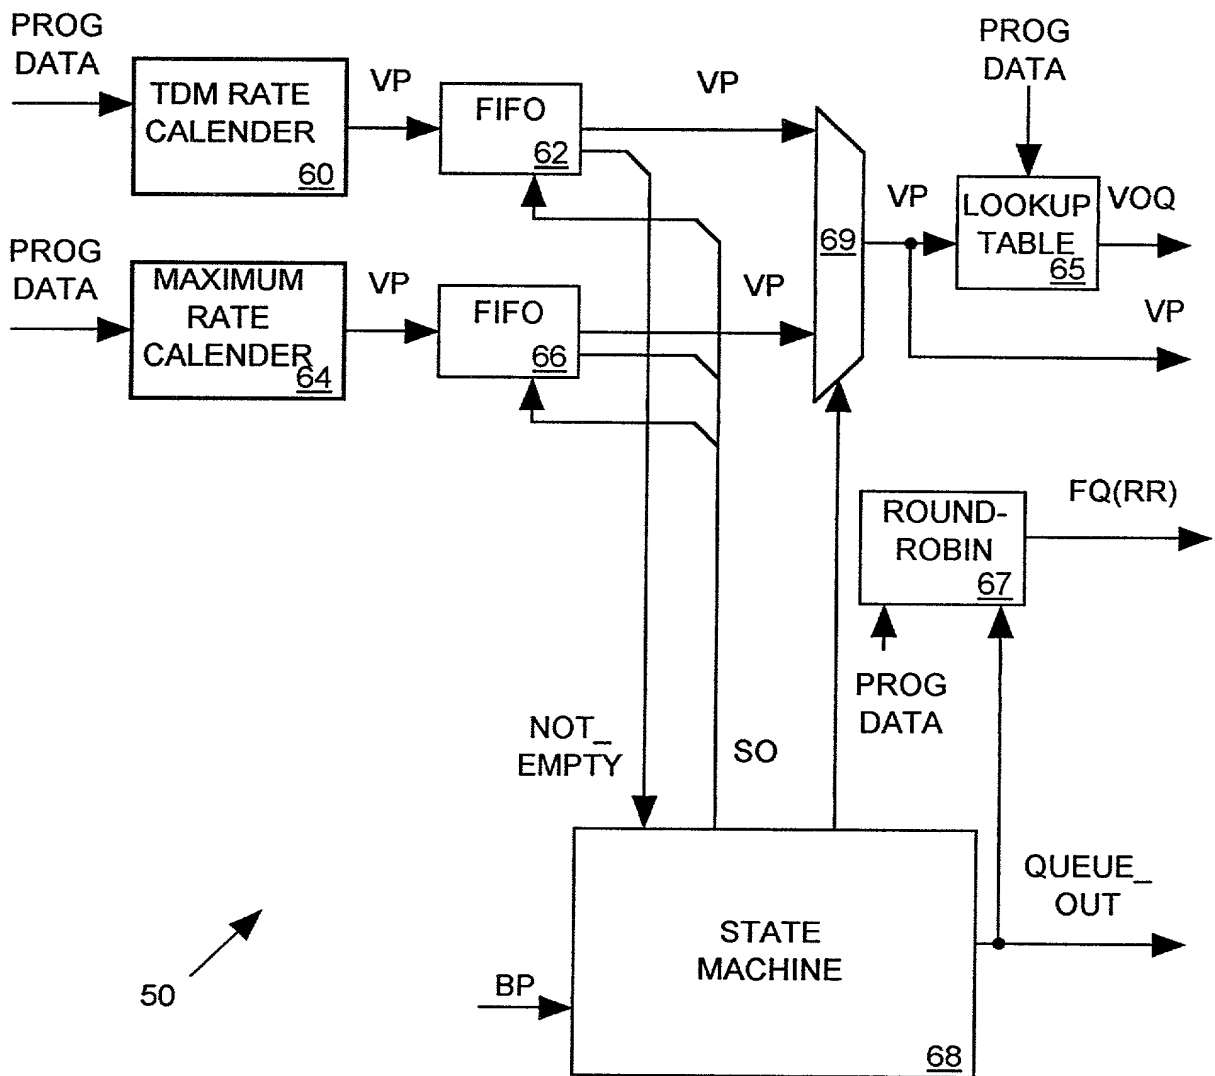 PROG
DATA
TDM RATE
CALENDER
60
VP
FIFO
62
VP
PROG
DATA
69
VP
LOOKUP
TABLE
65
VOQ
PROG
DATA
MAXIMUM
RATE
CALENDER
64
VP
FIFO
66
VP
VP
ROUND-
ROBIN
67
FQ(RR)
PROG
DATA
NOT_
EMPTY
SO
QUEUE_
OUT
STATE
MACHINE
68
BP
50